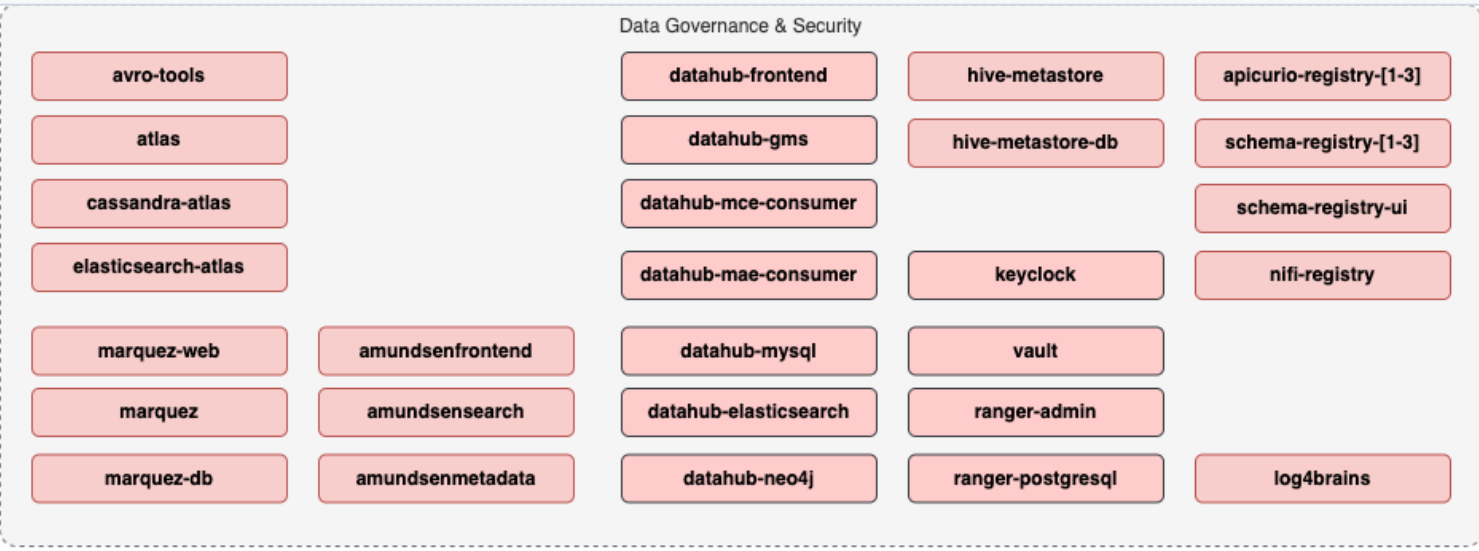 Data Governance & Security
avro-tools
atlas
cassandra-atlas
elasticsearch-atlas
marquez-web
marquez
marquez-db
amundsenfrontend
amundsensearch
amundsenmetadata
datahub-frontend
datahub-gms
datahub-mce-consumer
datahub-mae-consumer
datahub-mysql
datahub-elasticsearch
datahub-neo4j
hive-metastore
hive-metastore-db
keyclock
vault
ranger-admin
ranger-postgresql
apicurio-registry-[1-3]
schema-registry-[1-3]
schema-registry-ui
nifi-registry
log4brains